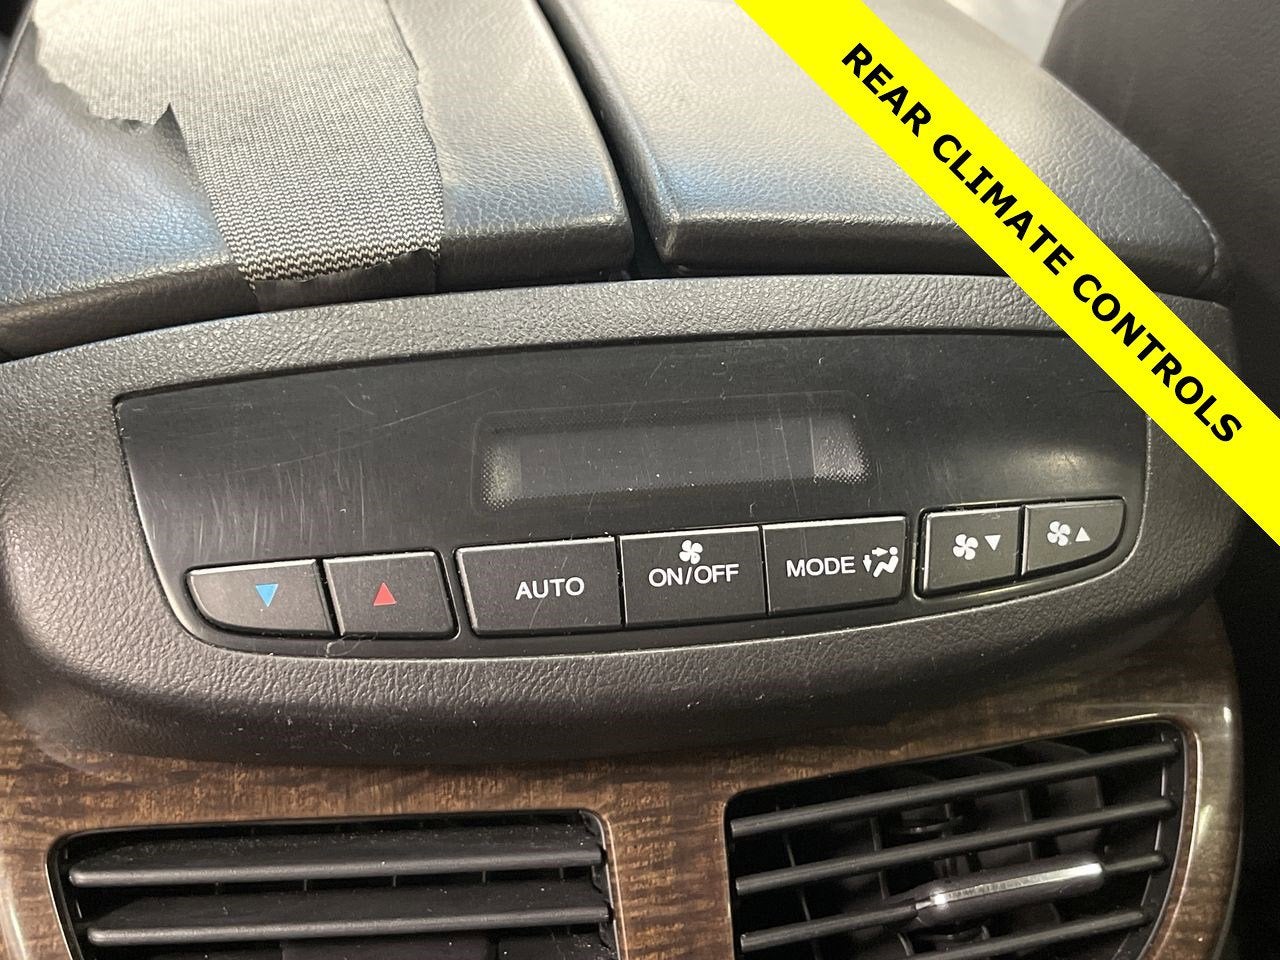 REAR CLIMATE CONTROLS
AUTO
ON/OFF
MODE